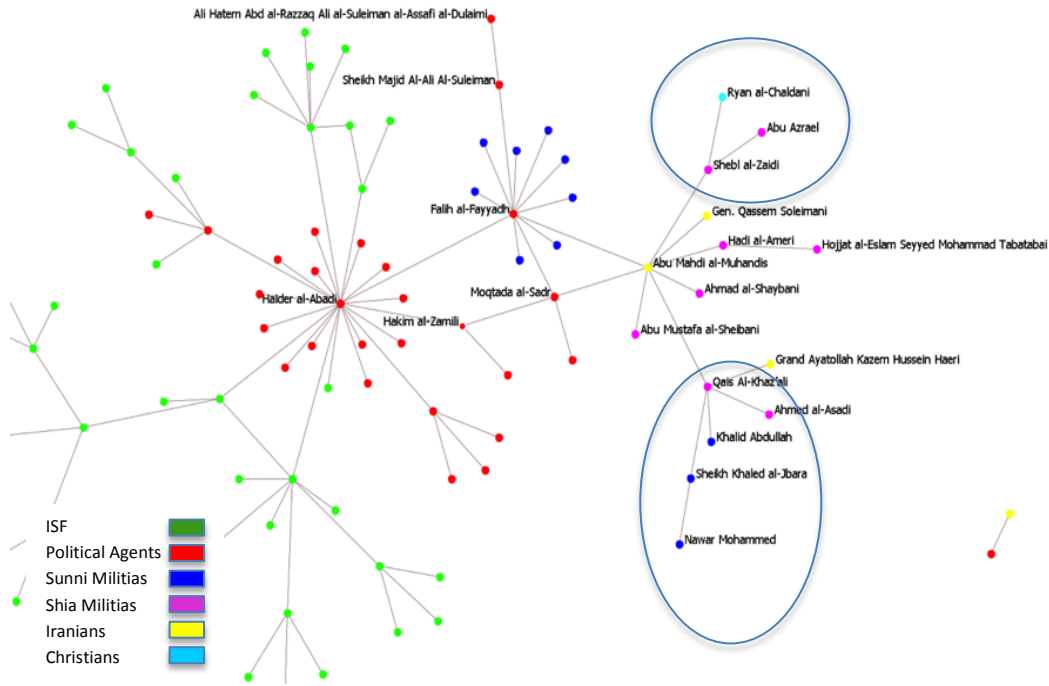 Ali Hatem Abd al-Razzaq Ali al-Suleiman al-Assafi al-Dulaimi
Sheikh Majid Al-Ali Al-Suleiman
Ryan al-Chaldani
Abu Azrael
Shebl al-Zaidi
Falih al-Fayyadh
Gen. Qassem Soleimani
Hadi al-Ameri
Hojjat al-Eslam Seyyed Mohammad Tabatabai
Abu Mahdi al-Muhandis
Haider al-Abadi
Moqtada al-Sadr
Ahmad al-Shaybani
Hakim al-Zamili
Abu Mustafa al-Sheibani
Grand Ayatollah Kazem Hussein Haeri
Qais Al-Khaz'ali
Ahmed al-Asadi
Khalid Abdullah
Sheikh Khaled al-Jbara
Nawar Mohammed
ISF
Political Agents
Sunni Militias
Shia Militias
Iranians
Christians